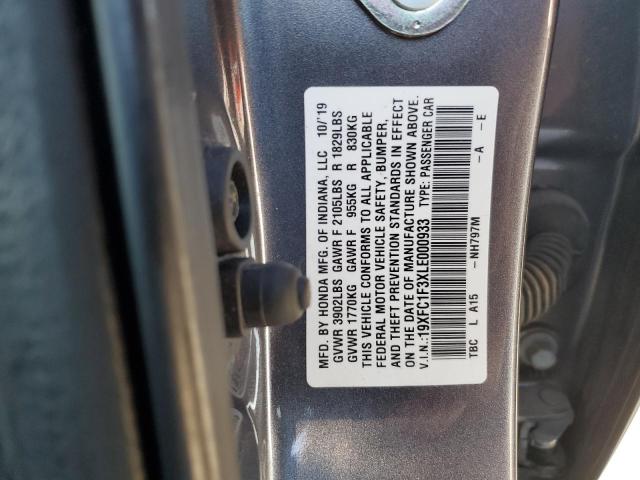 MFD. BY HONDA MFG. OF INDIANA, LLC 10/'19
GVWR 3902LBS GAWR F 2105LBS R 1829LBS
GVWR 1770KG GAWR F 955KG R 830KG
THIS VEHICLE CONFORMS TO ALL APPLICABLE
FEDERAL MOTOR VEHICLE SAFETY, BUMPER,
AND THEFT PREVENTION STANDARDS IN EFFECT
ON THE DATE OF MANUFACTURE SHOWN ABOVE.
V.I.N.:19XFC1F3XLE000933 TYPE: PASSENGER CAR
TBC L A15 -NH797M -A -E